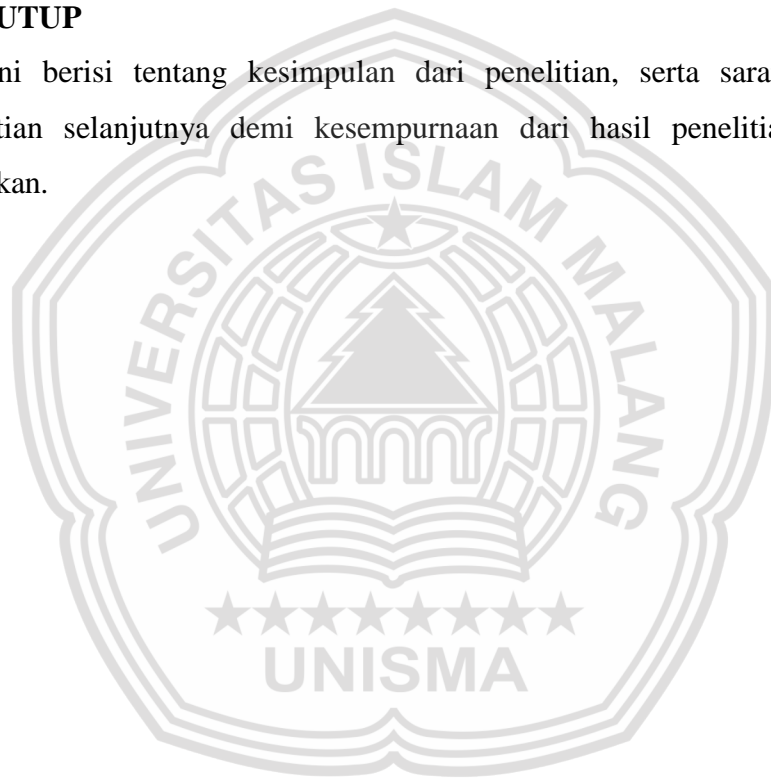 UTUP
ni berisi tentang kesimpulan dari penelitian, serta sara
tian selanjutnya demi kesempurnaan dari hasil penelitia
kan.
UNIVERSITAS ISLAM MALANG
UNISMA